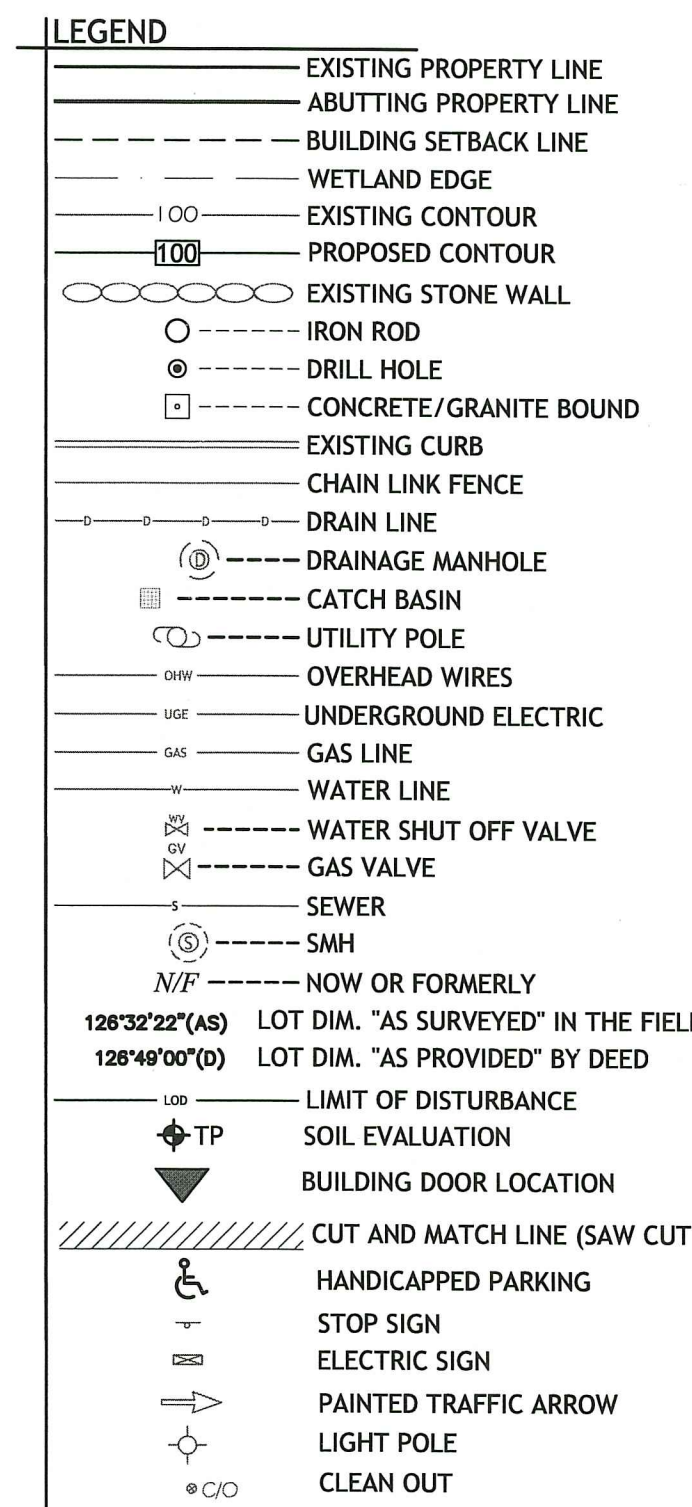 LEGEND
EXISTING PROPERTY LINE
ABUTTING PROPERTY LINE
BUILDING SETBACK LINE
WETLAND EDGE
100 EXISTING CONTOUR
100 PROPOSED CONTOUR
EXISTING STONE WALL
IRON ROD
DRILL HOLE
CONCRETE/GRANITE BOUND
EXISTING CURB
CHAIN LINK FENCE
D D D D DRAIN LINE
D DRAINAGE MANHOLE
CATCH BASIN
UTILITY POLE
OHW OVERHEAD WIRES
UGE UNDERGROUND ELECTRIC
GAS GAS LINE
W WATER LINE
WV WATER SHUT OFF VALVE
GV GAS VALVE
S SEWER
S SMH
N/F NOW OR FORMERLY
126°32'22"(AS) LOT DIM. "AS SURVEYED" IN THE FIEL
126°49'00"(D) LOT DIM. "AS PROVIDED" BY DEED
LOD LIMIT OF DISTURBANCE
TP SOIL EVALUATION
BUILDING DOOR LOCATION
CUT AND MATCH LINE (SAW CUT
HANDICAPPED PARKING
STOP SIGN
ELECTRIC SIGN
PAINTED TRAFFIC ARROW
LIGHT POLE
C/O CLEAN OUT